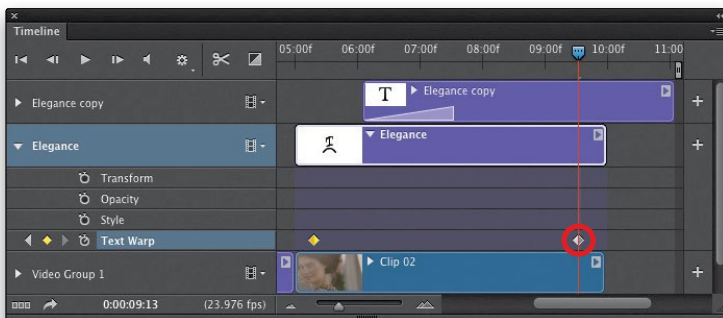 Timeline
05:00f 06:00f 07:00f 08:00f 09:00f 10:00f 11:00
Elegance copy
T Elegance copy
Elegance
T Elegance
Transform
Opacity
Style
Text Warp
Video Group 1
Clip 02
0:00:09:13 (23.976 fps)